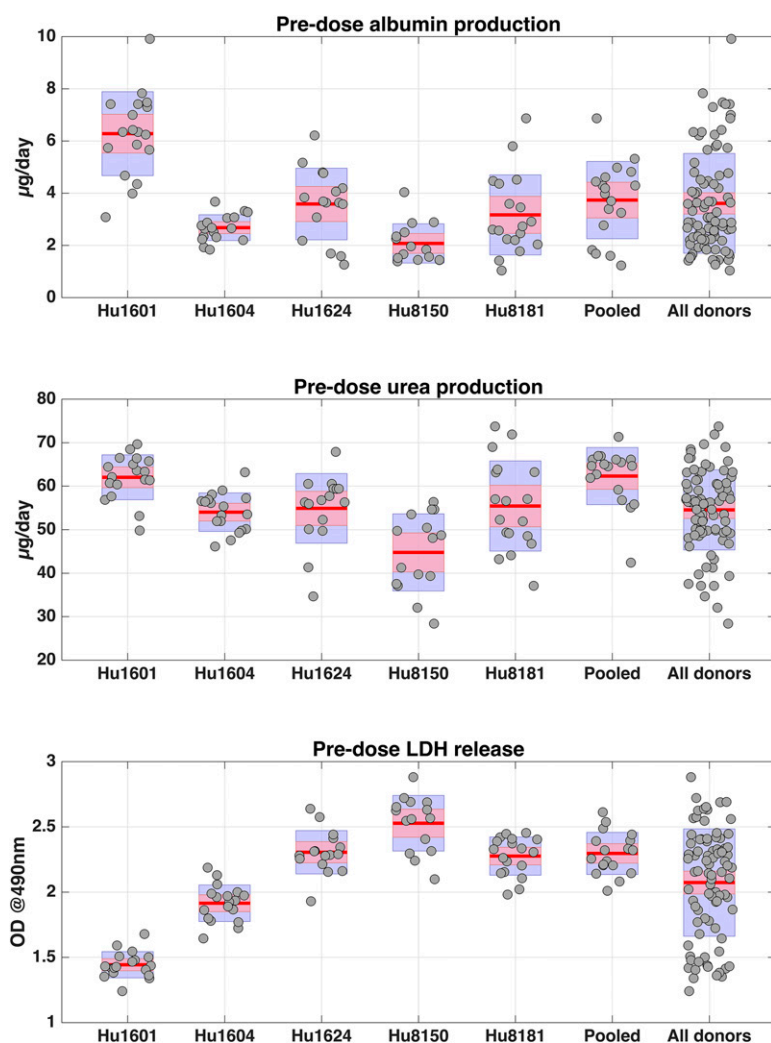 Pre-dose albumin production
10
8
6
4
2
0
µg/day
Hu1601 Hu1604 Hu1624 Hu8150 Hu8181 Pooled All donors
Pre-dose urea production
80
70
60
50
40
30
20
µg/day
Hu1601 Hu1604 Hu1624 Hu8150 Hu8181 Pooled All donors
Pre-dose LDH release
3
2.5
2
1.5
1
OD @490nm
Hu1601 Hu1604 Hu1624 Hu8150 Hu8181 Pooled All donors